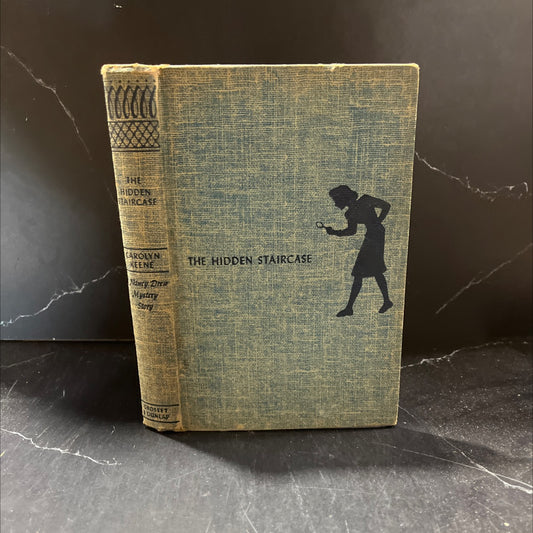 THE
HIDDEN
STAIRCASE
CAROLYN
KEENE
Nancy Drew
Mystery
Story
GROSSET
& DUNLAP
THE HIDDEN STAIRCASE